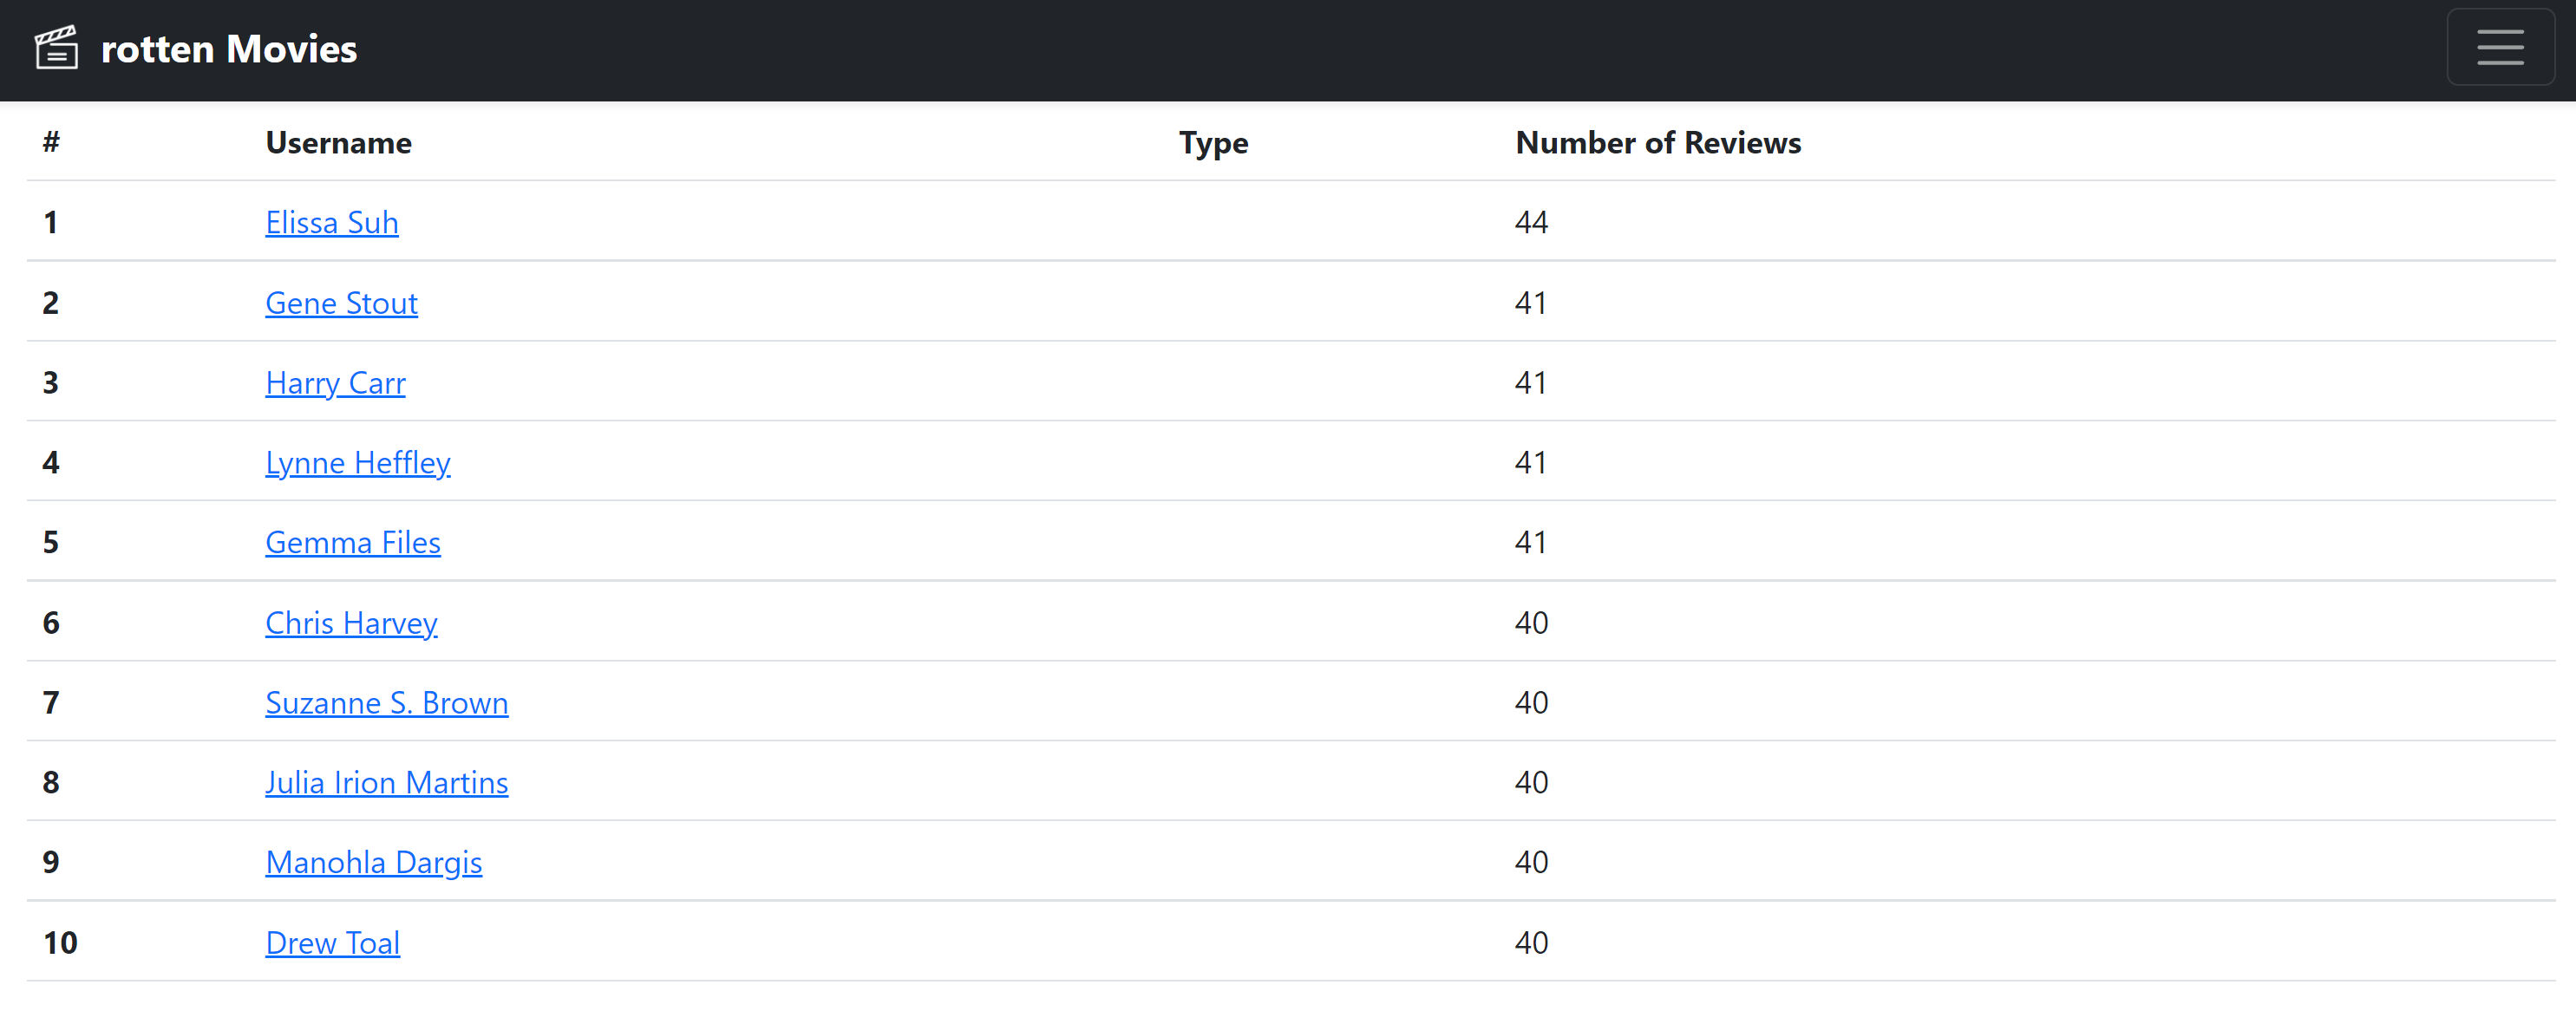 rotten Movies
# Username Type Number of Reviews
1 Elissa Suh 44
2 Gene Stout 41
3 Harry Carr 41
4 Lynne Heffley 41
5 Gemma Files 41
6 Chris Harvey 40
7 Suzanne S. Brown 40
8 Julia Irion Martins 40
9 Manohla Dargis 40
10 Drew Toal 40